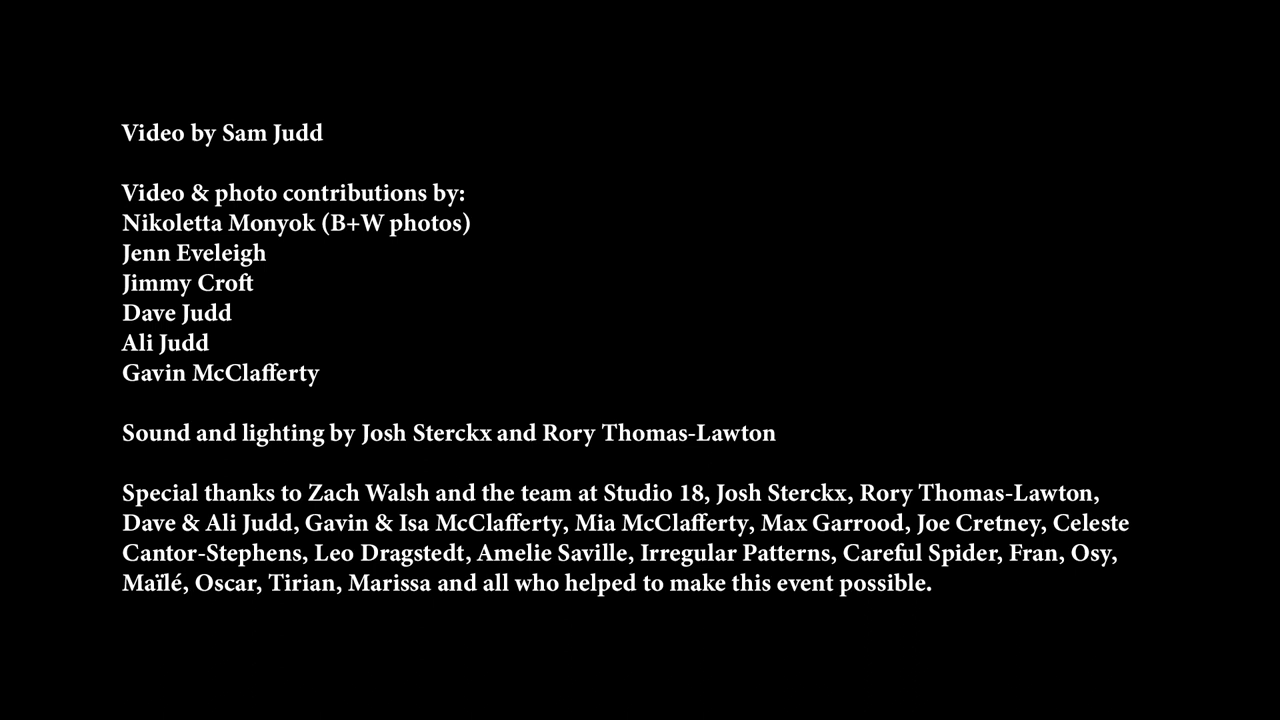 Video by Sam Judd
Video & photo contributions by:
Nikoletta Monyok (B+W photos)
Jenn Eveleigh
Jimmy Croft
Dave Judd
Ali Judd
Gavin McClafferty
Sound and lighting by Josh Sterckx and Rory Thomas-Lawton
Special thanks to Zach Walsh and the team at Studio 18, Josh Sterckx, Rory Thomas-Lawton,
Dave & Ali Judd, Gavin & Isa McClafferty, Mia McClafferty, Max Garrood, Joe Cretney, Celeste
Cantor-Stephens, Leo Dragstedt, Amelie Saville, Irregular Patterns, Careful Spider, Fran, Osy,
Maïlé, Oscar, Tirian, Marissa and all who helped to make this event possible.